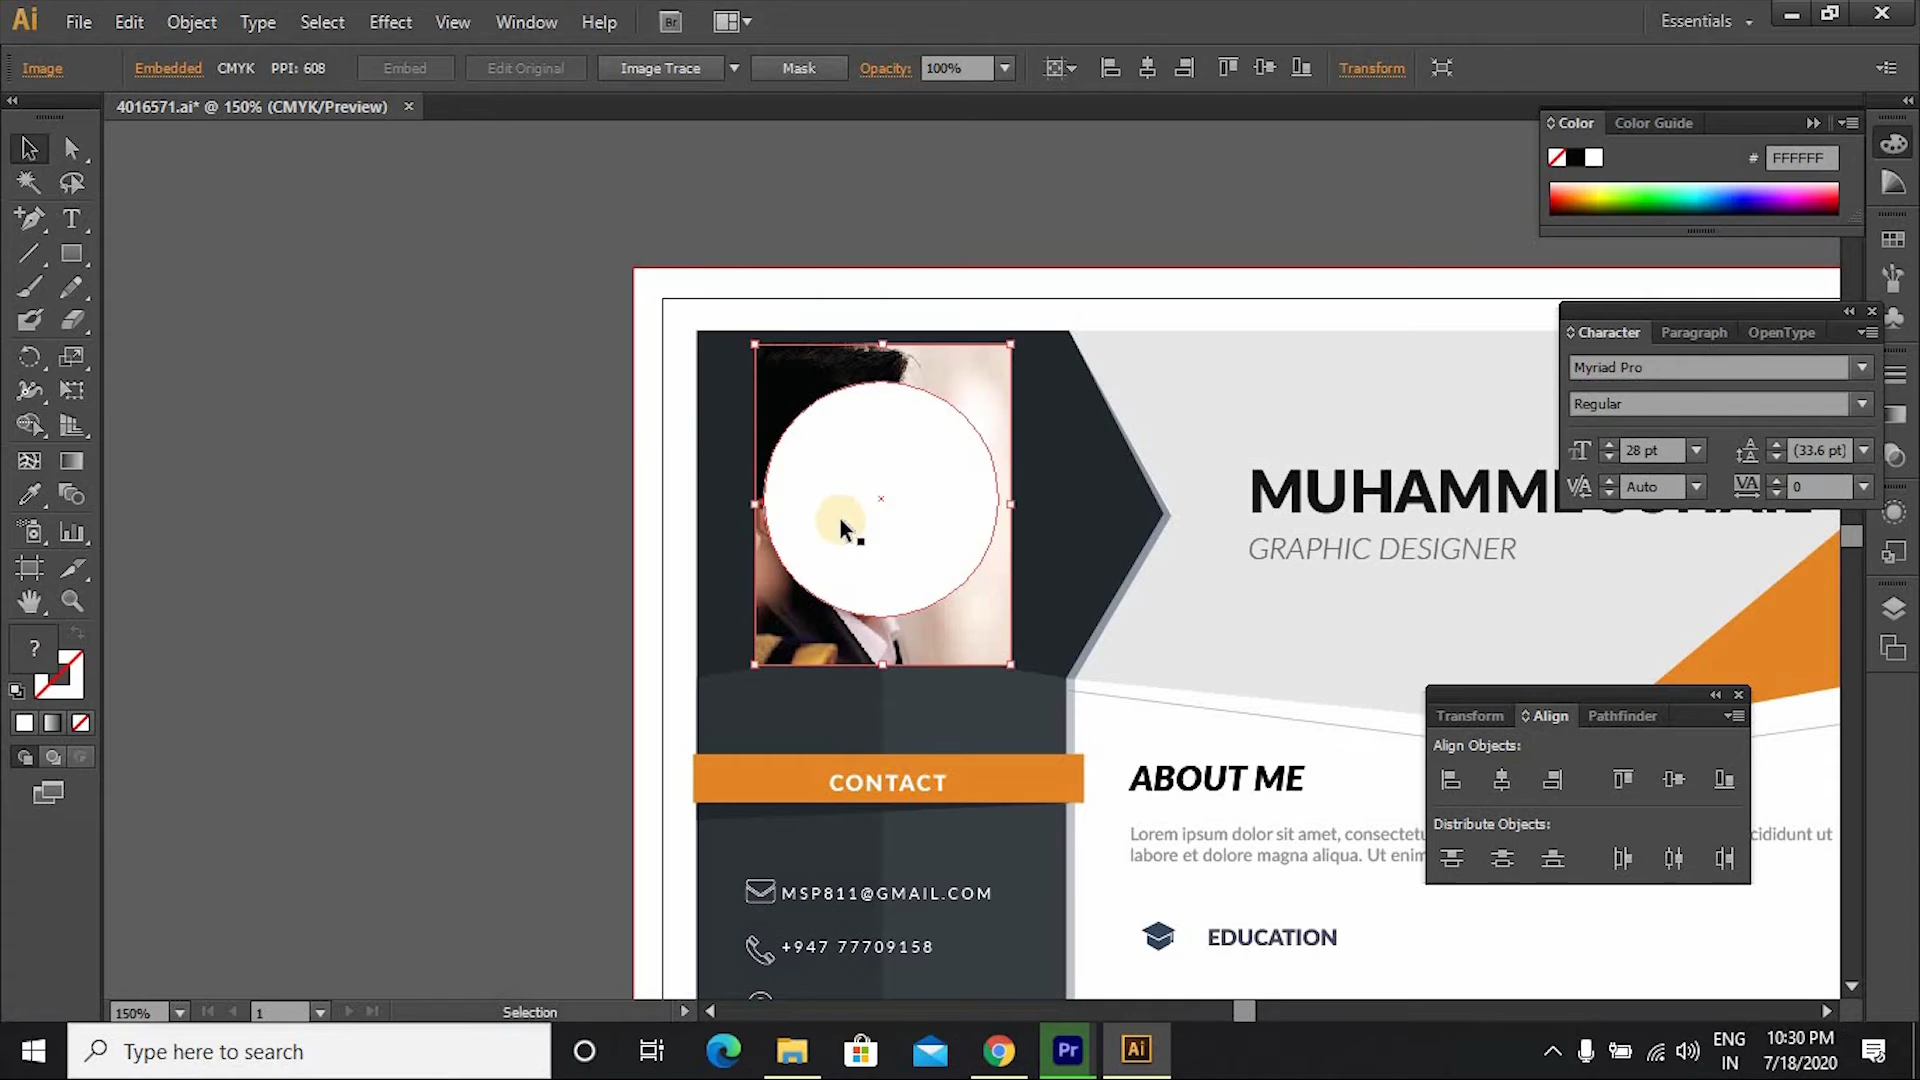 Ai File Edit Object Type Select Effect View Window Help Br Essentials
Image Embedded CMYK PPI: 608 Embed Edit Original Image Trace Mask Opacity: 100% Transform
4016571.ai* @ 150% (CMYK/Preview)
Color Color Guide
# FFFFFF
Character Paragraph OpenType
Myriad Pro
Regular
28 pt (33.6 pt)
Auto 0
MUHAMME
GRAPHIC DESIGNER
?
Transform Align Pathfinder
Align Objects:
Distribute Objects:
CONTACT
ABOUT ME
Lorem ipsum dolor sit amet, consectetu cididunt ut
labore et dolore magna aliqua. Ut enim
MSP811@GMAIL.COM
+947 77709158
EDUCATION
150% 1 Selection
Type here to search
Pr Ai
ENG
IN
10:30 PM
7/18/2020